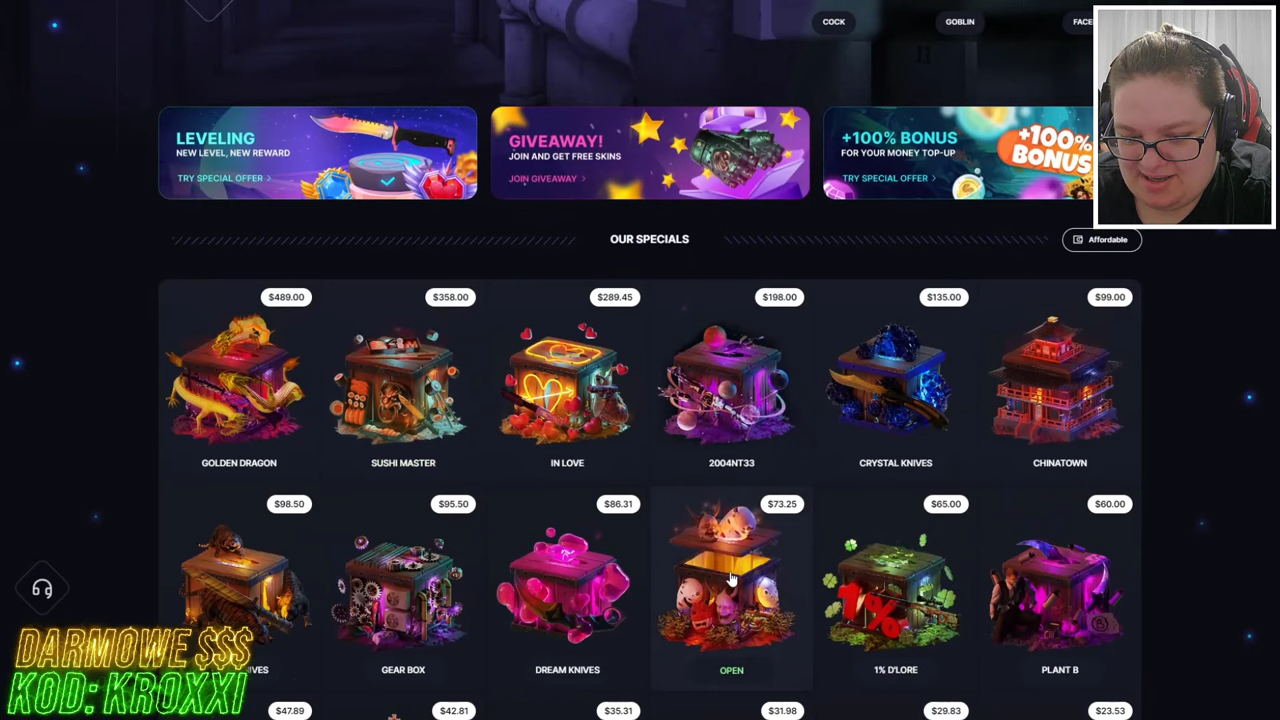 COCK
GOBLIN
FACE
LEVELING
NEW LEVEL, NEW REWARD
TRY SPECIAL OFFER >
GIVEAWAY!
JOIN AND GET FREE SKINS
JOIN GIVEAWAY >
+100% BONUS
FOR YOUR MONEY TOP-UP
TRY SPECIAL OFFER >
+100%
BONUS
OUR SPECIALS
Affordable
$489.00
$358.00
$289.45
$198.00
$135.00
$99.00
GOLDEN DRAGON
SUSHI MASTER
IN LOVE
2004NT33
CRYSTAL KNIVES
CHINATOWN
$98.50
$95.50
$86.31
$73.25
$65.00
$60.00
1%
IVES
GEAR BOX
DREAM KNIVES
OPEN
1% D'LORE
PLANT B
DARMOWE $$$
KOD: KROXXI
$47.89
$42.81
$35.31
$31.98
$29.83
$23.53